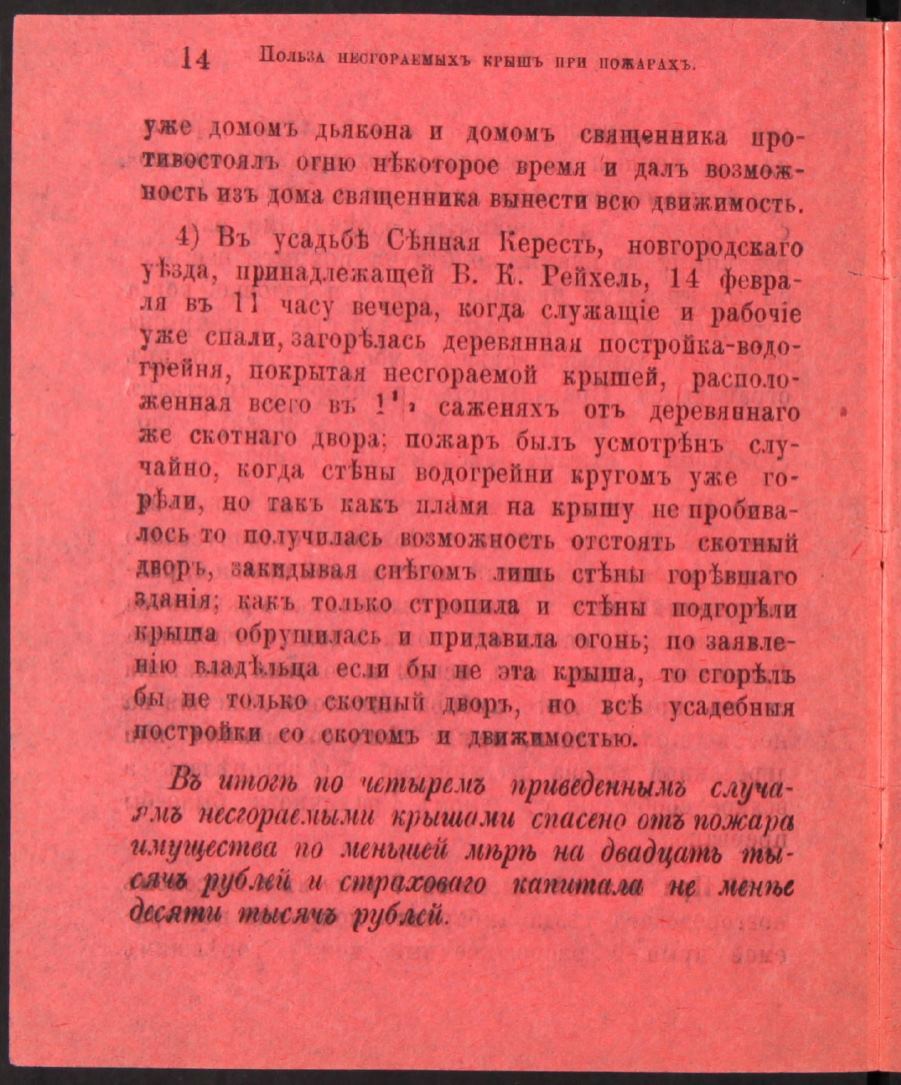 14 Польза несгораемыхъ крышъ при пожарахъ.
уже домомъ дьякона и домомъ священника про-
тивостоялъ огню нѣкоторое время и далъ возмож-
ность изъ дома священника вынести всю движимость.
4) Въ усадьбѣ Сѣнная Кересть, новгородскаго
уѣзда, принадлежащей В. К. Рейхель, 14 февра-
ля въ 11 часу вечера, когда служащіе и рабочіе
уже спали, загорѣлась деревянная постройка-водо-
грейня, покрытая несгораемой крышей, располо-
женная всего въ 1½ саженяхъ отъ деревяннаго
же скотнаго двора; пожаръ былъ усмотрѣнъ слу-
чайно, когда стѣны водогрейни кругомъ уже го-
рѣли, но такъ какъ пламя на крышу не пробива-
лось то получилась возможность отстоять скотный
дворъ, закидывая снѣгомъ лишь стѣны горѣвшаго
зданія; какъ только стропила и стѣны подгорѣли
крыша обрушилась и придавила огонь; по заявле-
нію владѣльца если бы не эта крыша, то сгорѣлъ
бы не только скотный дворъ, но всѣ усадебныя
постройки со скотомъ и движимостью.
Въ итогѣ по четыремъ приведеннымъ случа-
ямъ несгораемыми крышами спасено отъ пожара
имущества по меньшей мѣрѣ на двадцать ты-
сячъ рублей и страховаго капитала не менѣе
десяти тысячъ рублей.